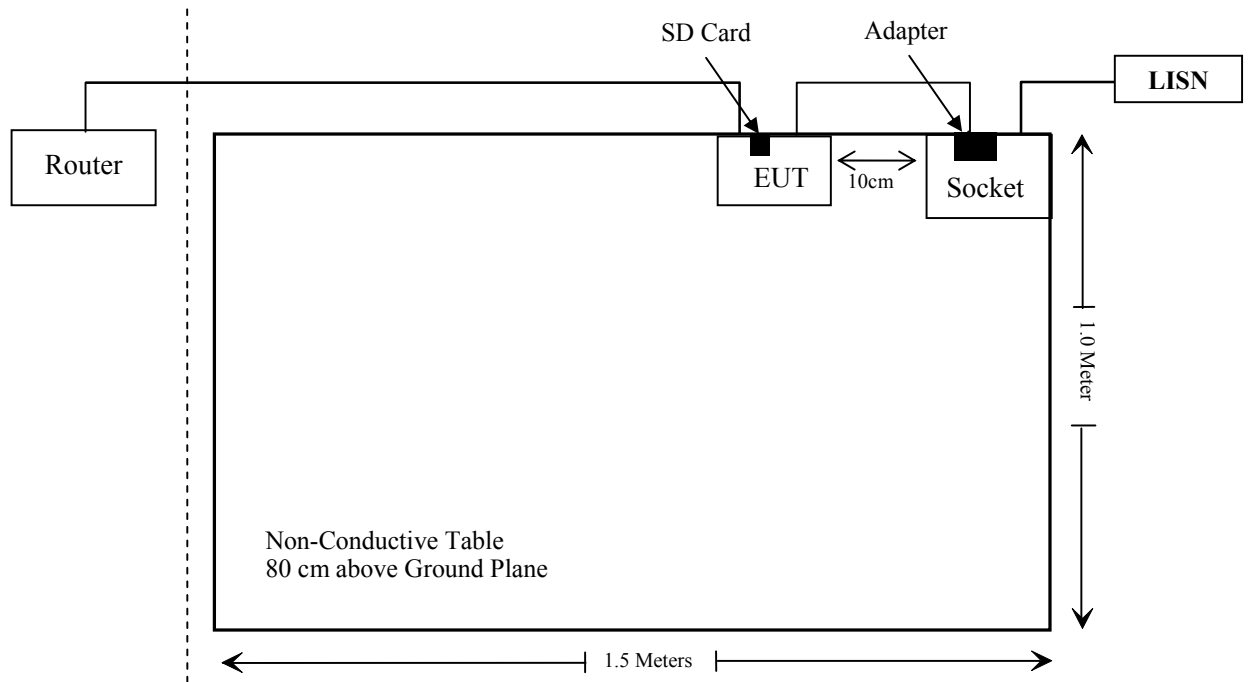 SD Card
Adapter
LISN
Router
EUT
10cm
Socket
1.0 Meter
Non-Conductive Table
80 cm above Ground Plane
1.5 Meters